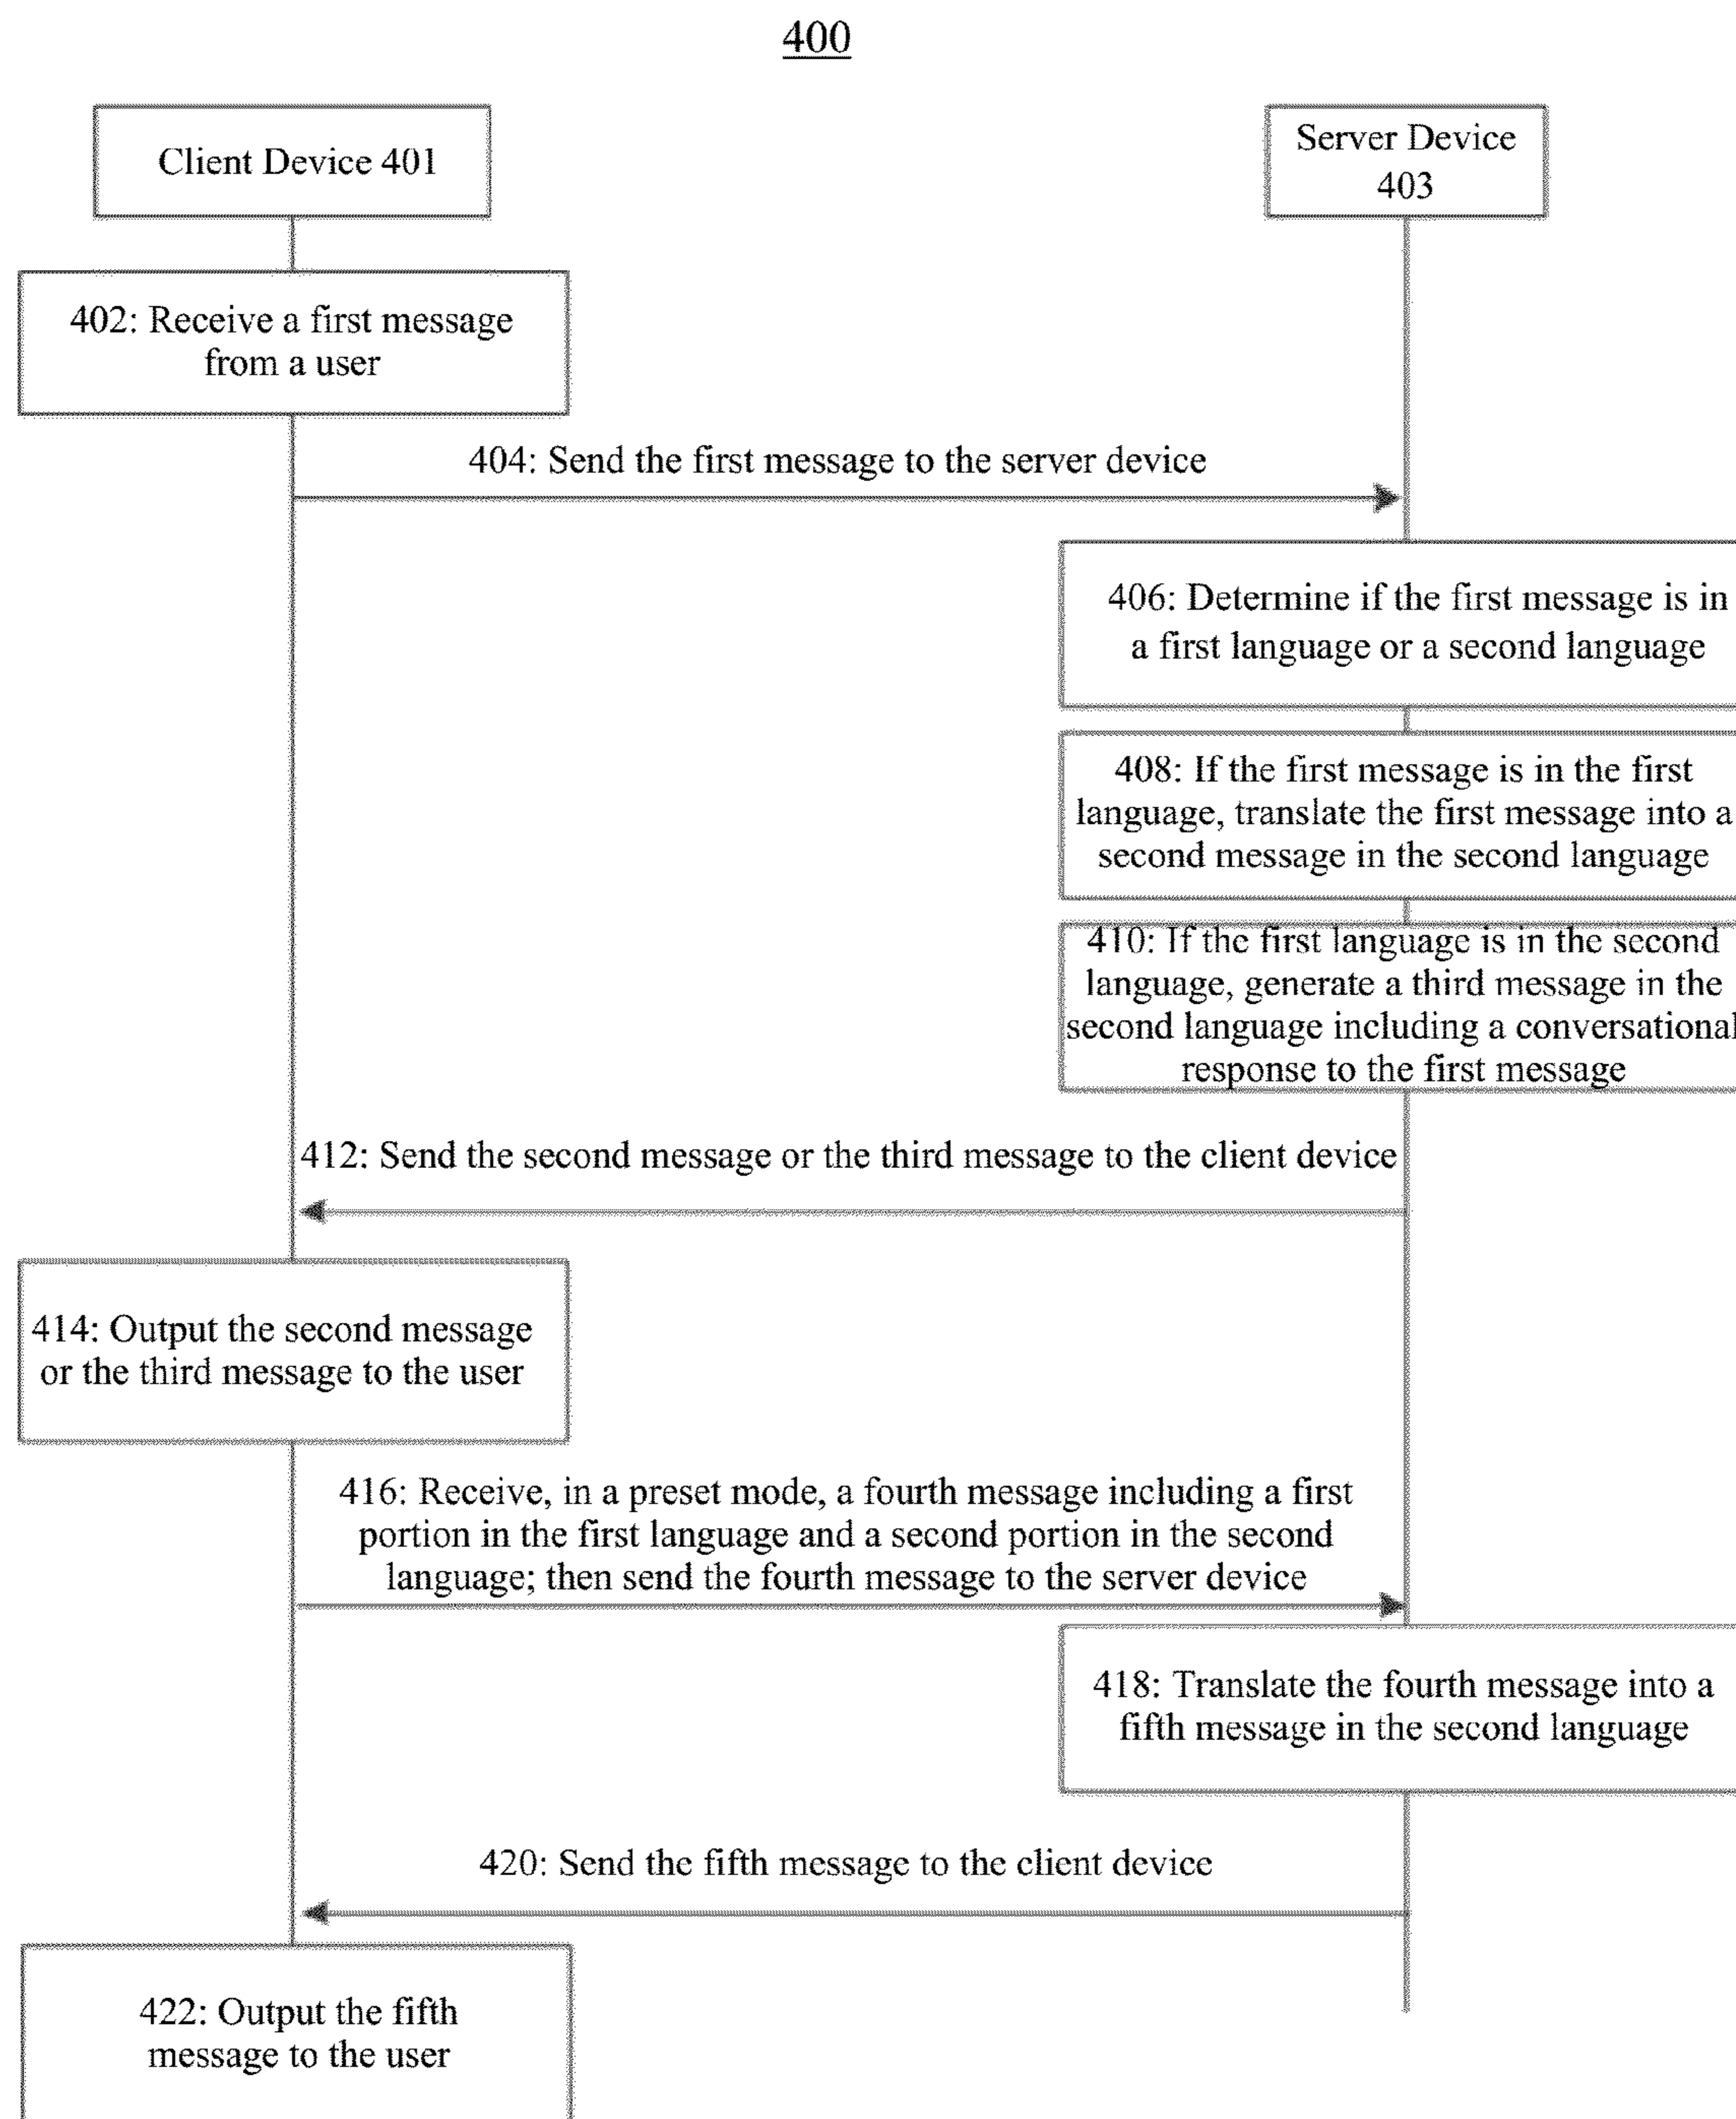 400
Client Device 401
Server Device
403
402: Receive a first message
from a user
404: Send the first message to the server device
406: Determine if the first message is in
a first language or a second language
408: If the first message is in the first
language, translate the first message into a
second message in the second language
410: If the first language is in the second
language, generate a third message in the
second language including a conversational
response to the first message
412: Send the second message or the third message to the client device
414: Output the second message
or the third message to the user
416: Receive, in a preset mode, a fourth message including a first
portion in the first language and a second portion in the second
language; then send the fourth message to the server device
418: Translate the fourth message into a
fifth message in the second language
420: Send the fifth message to the client device
422: Output the fifth
message to the user